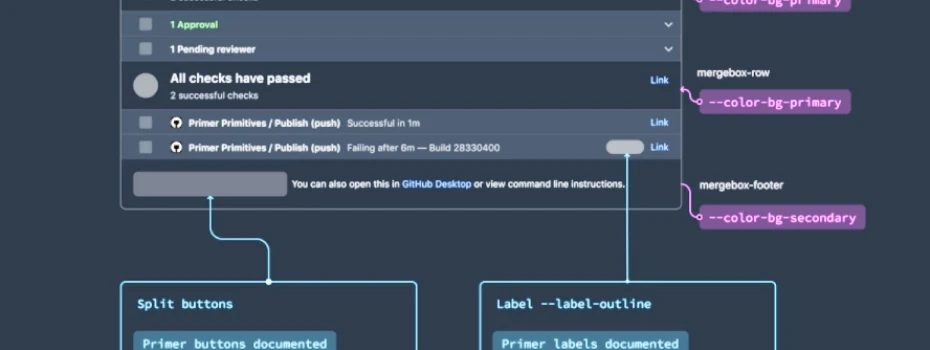 --color-bg-primary
1 Approval
1 Pending reviewer
All checks have passed
2 successful checks
Link
mergebox-row
--color-bg-primary
Primer Primitives / Publish (push) Successful in 1m Link
Primer Primitives / Publish (push) Failing after 6m — Build 28330400 Link
You can also open this in GitHub Desktop or view command line instructions.
mergebox-footer
--color-bg-secondary
Split buttons
Primer buttons documented
Label --label-outline
Primer labels documented